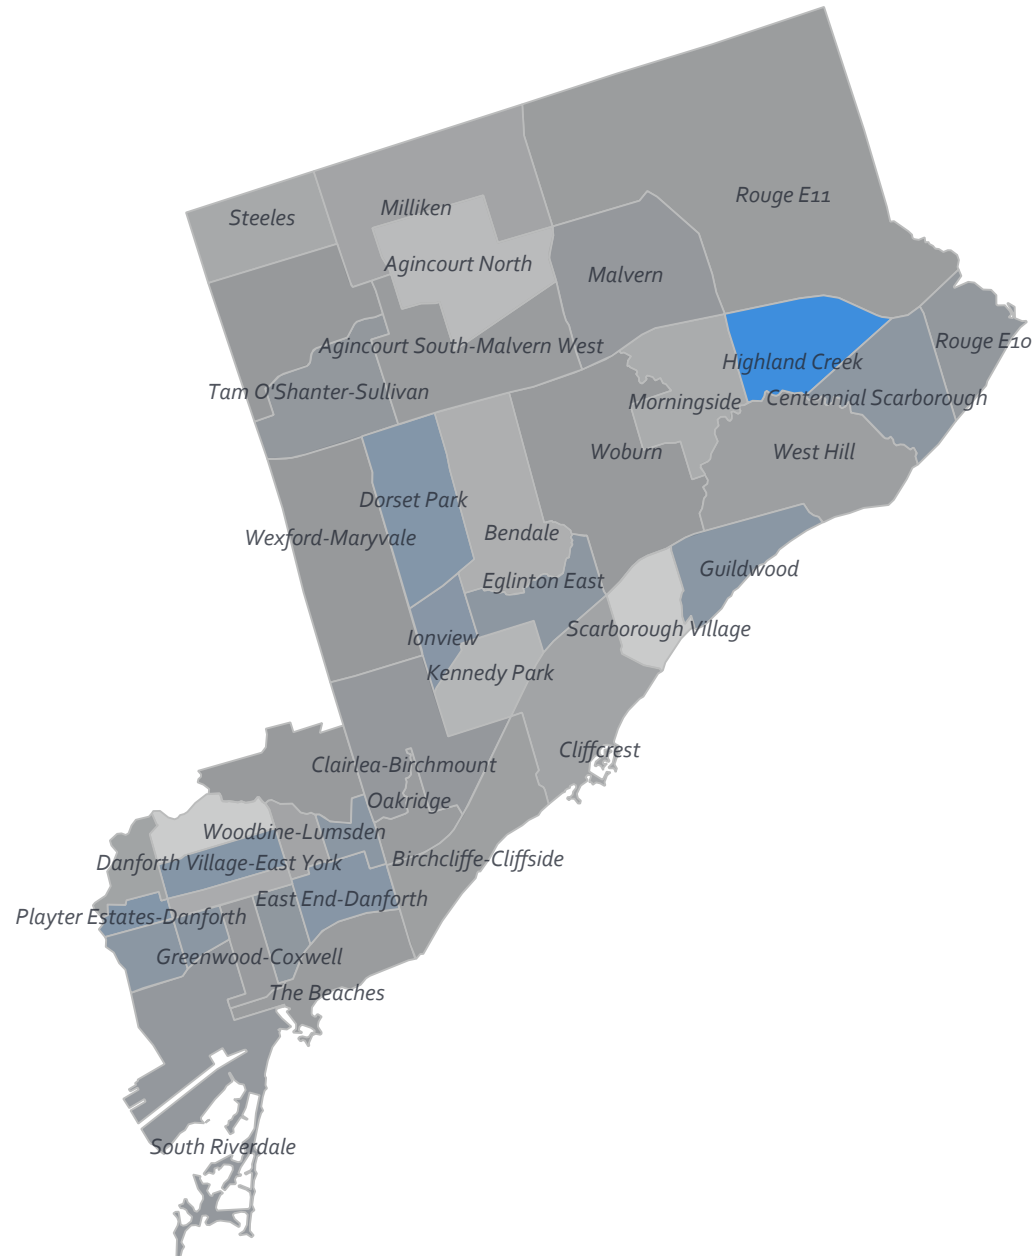 Rouge E11
Milliken
Steeles
Agincourt North
Malvern
Rouge E10
Agincourt South-Malvern West
Highland Creek
Tam O'Shanter-Sullivan
Centennial Scarborough
Morningside
Woburn
West Hill
Dorset Park
Bendale
Wexford-Maryvale
Guildwood
Eglinton East
Scarborough Village
Ionview
Kennedy Park
Cliffcrest
Clairlea-Birchmount
Oakridge
Woodbine-Lumsden
Birchcliffe-Cliffside
Danforth Village-East York
East End-Danforth
Playter Estates-Danforth
Greenwood-Coxwell
The Beaches
South Riverdale